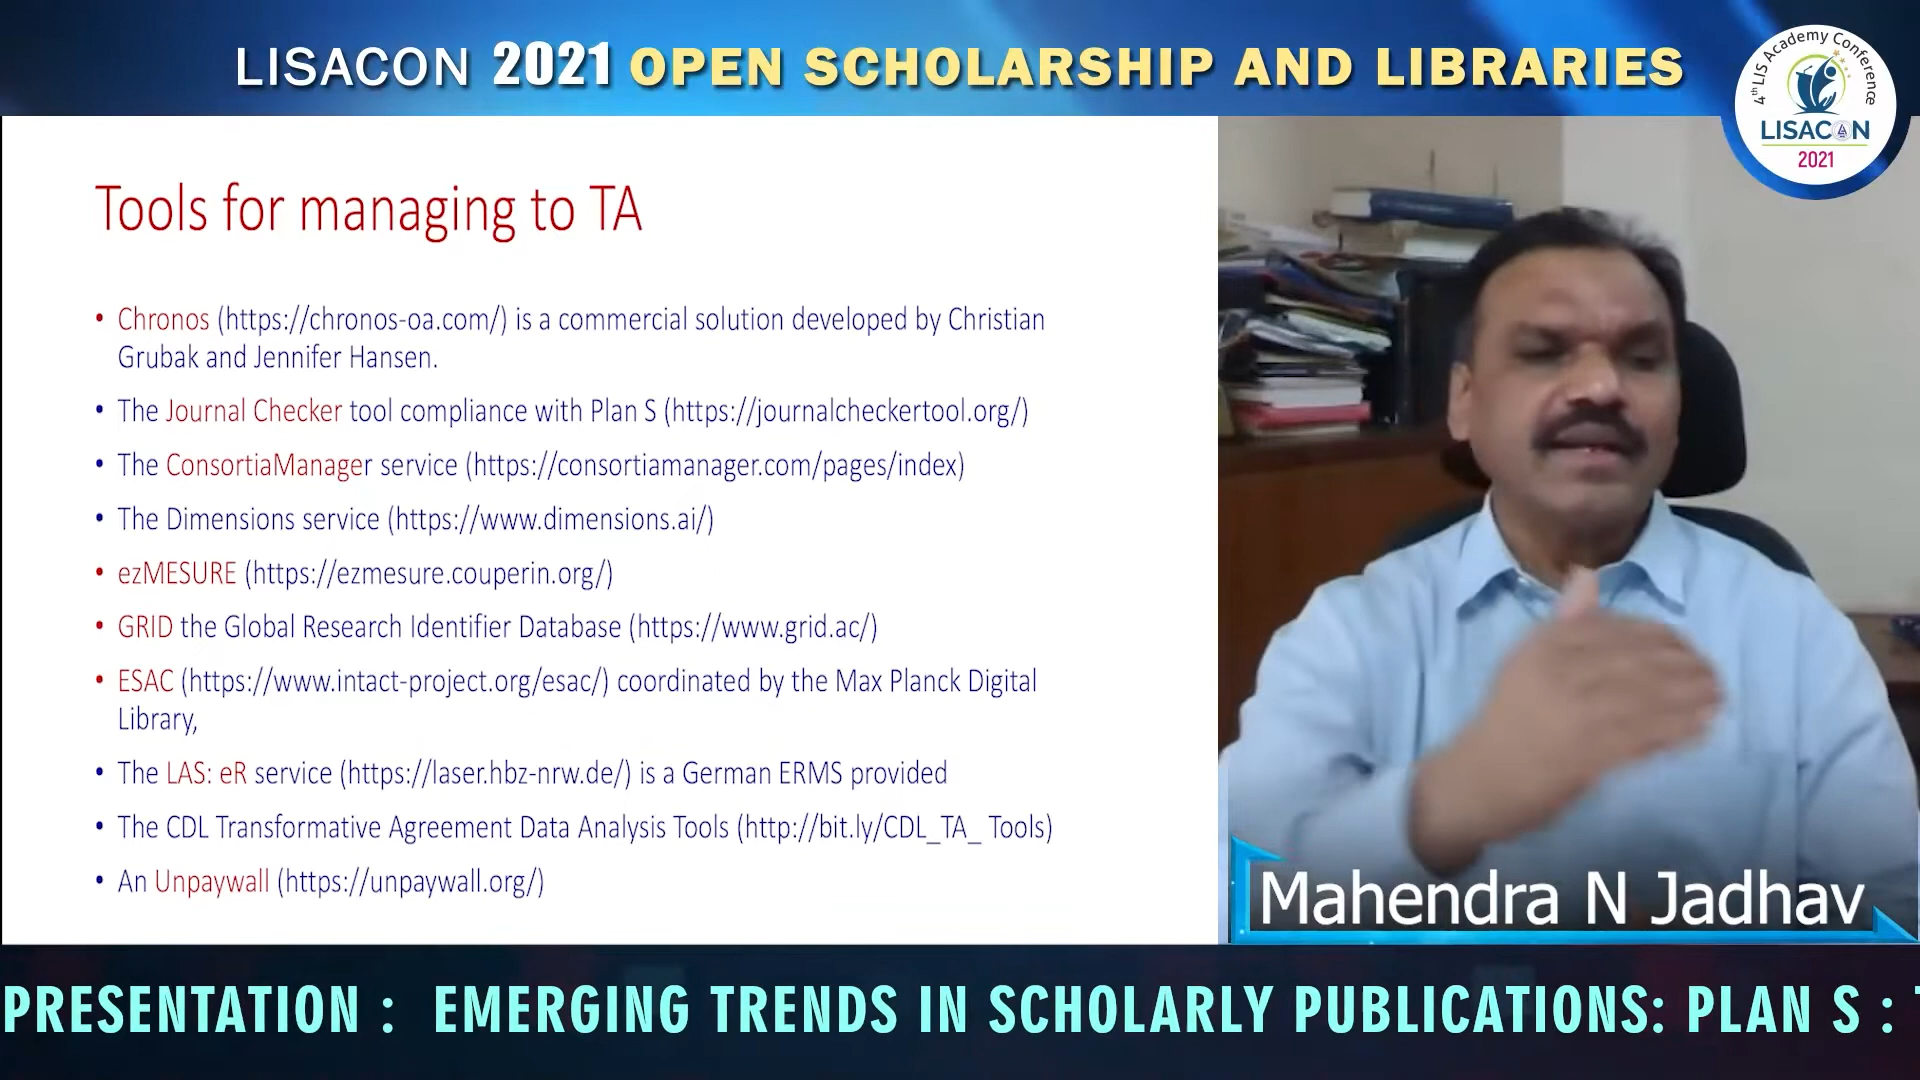 LISACON 2021 OPEN SCHOLARSHIP AND LIBRARIES
4th LIS Academy Conference
LISACON
2021
Tools for managing to TA
• Chronos (https://chronos-oa.com/) is a commercial solution developed by Christian
Grubak and Jennifer Hansen.
• The Journal Checker tool compliance with Plan S (https://journalcheckertool.org/)
• The ConsortiaManager service (https://consortiamanager.com/pages/index)
• The Dimensions service (https://www.dimensions.ai/)
• ezMESURE (https://ezmesure.couperin.org/)
• GRID the Global Research Identifier Database (https://www.grid.ac/)
• ESAC (https://www.intact-project.org/esac/) coordinated by the Max Planck Digital
Library,
• The LAS: eR service (https://laser.hbz-nrw.de/) is a German ERMS provided
• The CDL Transformative Agreement Data Analysis Tools (http://bit.ly/CDL_TA_ Tools)
• An Unpaywall (https://unpaywall.org/)
Mahendra N Jadhav
PRESENTATION : EMERGING TRENDS IN SCHOLARLY PUBLICATIONS: PLAN S :